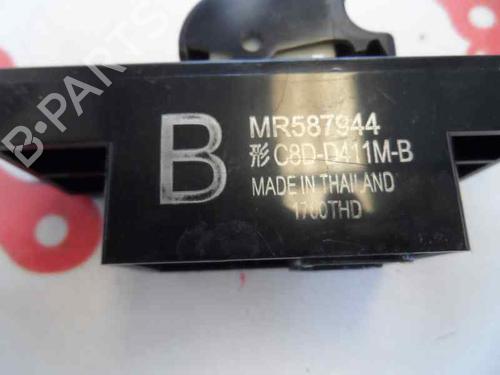 B
MR587944
形 C8D-D411M-B
MADE IN THAILAND
1700THD
B-PARTS